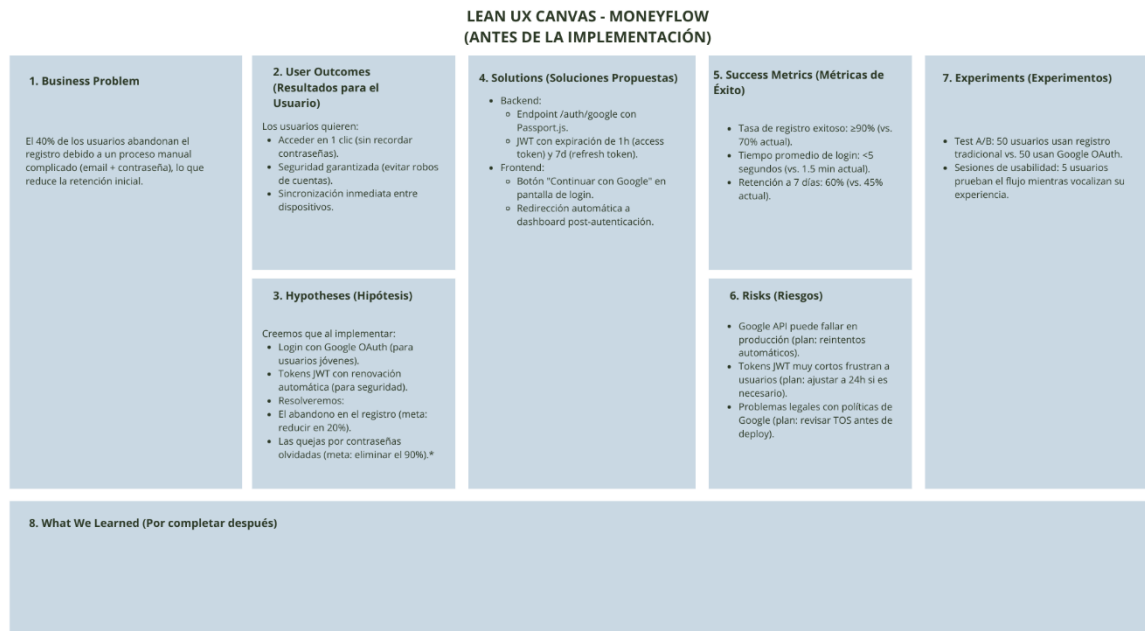 LEAN UX CANVAS - MONEYFLOW
(ANTES DE LA IMPLEMENTACIÓN)
1. Business Problem
El 40% de los usuarios abandonan el
registro debido a un proceso manual
complicado (email + contraseña), lo que
reduce la retención inicial.
2. User Outcomes
(Resultados para el
Usuario)
Los usuarios quieren:
• Acceder en 1 clic (sin recordar
contraseñas).
• Seguridad garantizada (evitar robos
de cuentas).
• Sincronización inmediata entre
dispositivos.
3. Hypotheses (Hipótesis)
Creemos que al implementar:
• Login con Google OAuth (para
usuarios jóvenes).
• Tokens JWT con renovación
automática (para seguridad).
• Resolveremos:
• El abandono en el registro (meta:
reducir en 20%).
• Las quejas por contraseñas
olvidadas (meta: eliminar el 90%).*
4. Solutions (Soluciones Propuestas)
• Backend:
○ Endpoint /auth/google con
Passport.js.
○ JWT con expiración de 1h (access
token) y 7d (refresh token).
• Frontend:
○ Botón "Continuar con Google" en
pantalla de login.
○ Redirección automática a
dashboard post-autenticación.
5. Success Metrics (Métricas de
Éxito)
• Tasa de registro exitoso: ≥90% (vs.
70% actual).
• Tiempo promedio de login: <5
segundos (vs. 1.5 min actual).
• Retención a 7 días: 60% (vs. 45%
actual).
6. Risks (Riesgos)
• Google API puede fallar en
producción (plan: reintentos
automáticos).
• Tokens JWT muy cortos frustran a
usuarios (plan: ajustar a 24h si es
necesario).
• Problemas legales con políticas de
Google (plan: revisar TOS antes de
deploy).
7. Experiments (Experimentos)
• Test A/B: 50 usuarios usan registro
tradicional vs. 50 usan Google OAuth.
• Sesiones de usabilidad: 5 usuarios
prueban el flujo mientras vocalizan su
experiencia.
8. What We Learned (Por completar después)